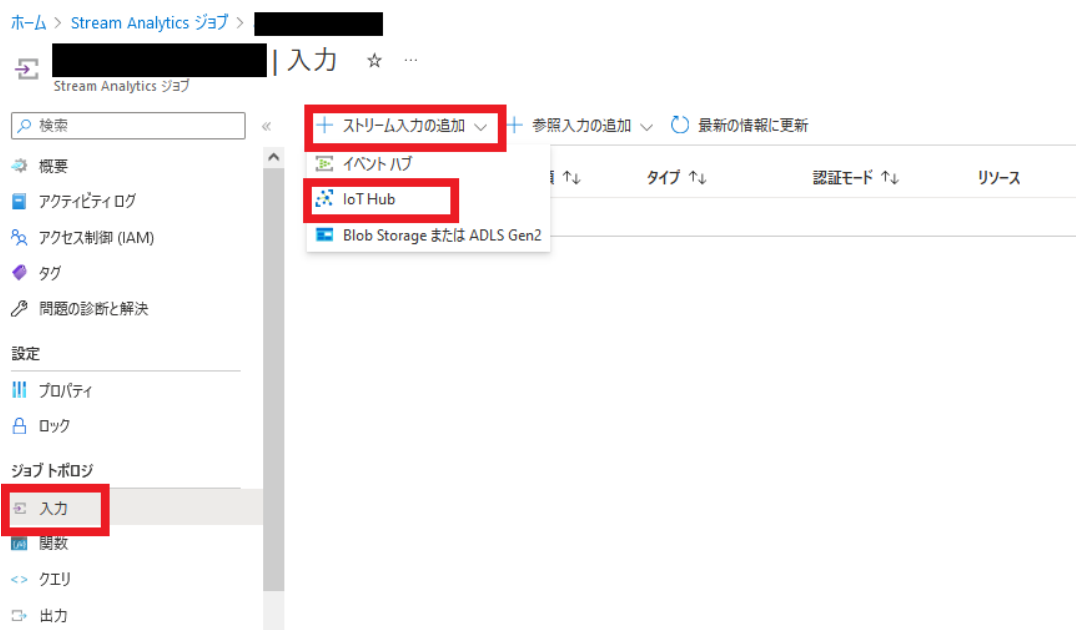 ホーム > Stream Analytics ジョブ >
| 入力 ☆ …
Stream Analytics ジョブ
検索 «
＋ ストリーム入力の追加 ＋ 参照入力の追加 最新の情報に更新
イベント ハブ
IoT Hub
Blob Storage または ADLS Gen2
↑↓ タイプ ↑↓ 認証モード ↑↓ リソース
概要
アクティビティ ログ
アクセス制御 (IAM)
タグ
問題の診断と解決
設定
プロパティ
ロック
ジョブ トポロジ
入力
関数
クエリ
出力